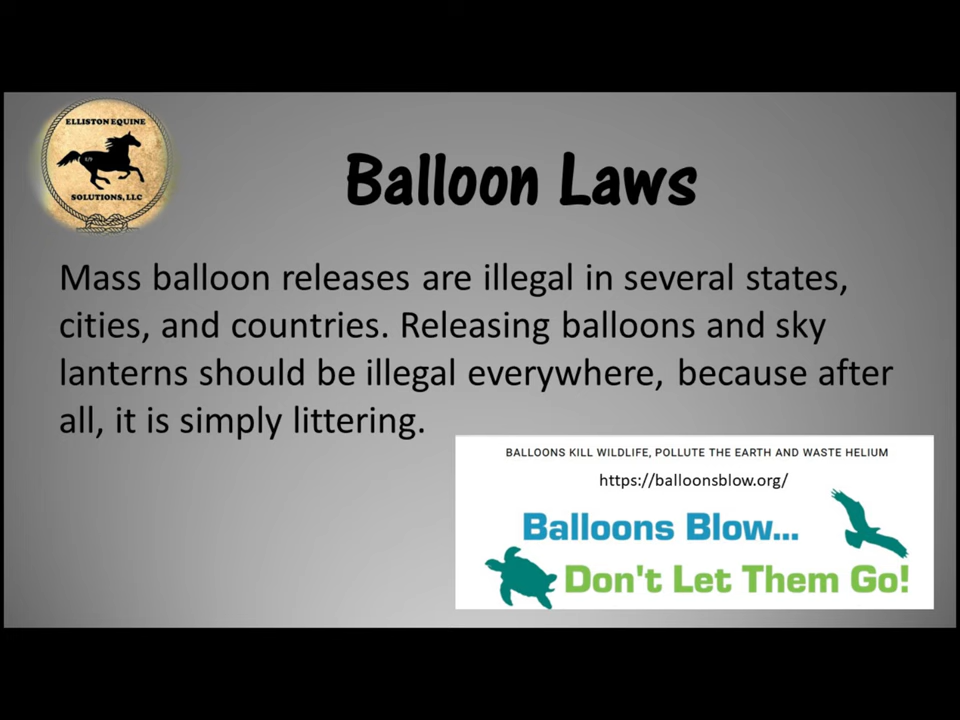 ELLISTON EQUINE
SOLUTIONS, LLC
Balloon Laws
Mass balloon releases are illegal in several states,
cities, and countries. Releasing balloons and sky
lanterns should be illegal everywhere, because after
all, it is simply littering.
BALLOONS KILL WILDLIFE, POLLUTE THE EARTH AND WASTE HELIUM
https://balloonsblow.org/
Balloons Blow...
Don't Let Them Go!